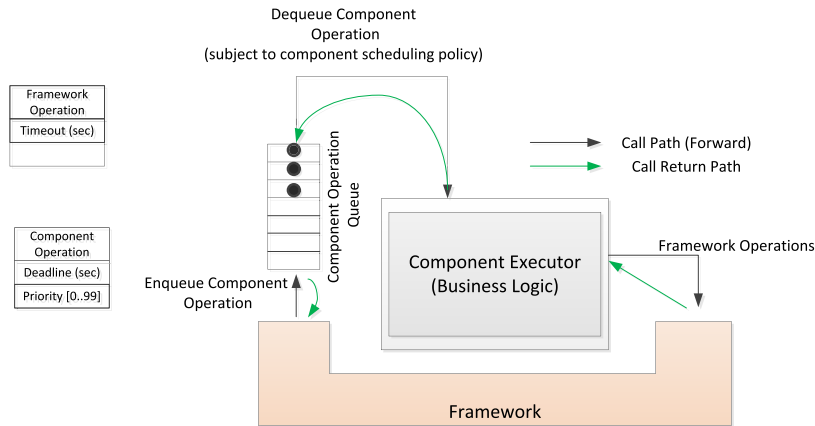 Dequeue Component
Operation
(subject to component scheduling policy)
Framework
Operation
Timeout (sec)
Call Path (Forward)
Call Return Path
Component Operation
Queue
Component
Operation
Deadline (sec)
Priority [0..99]
Enqueue Component
Operation
Component Executor
(Business Logic)
Framework Operations
Framework